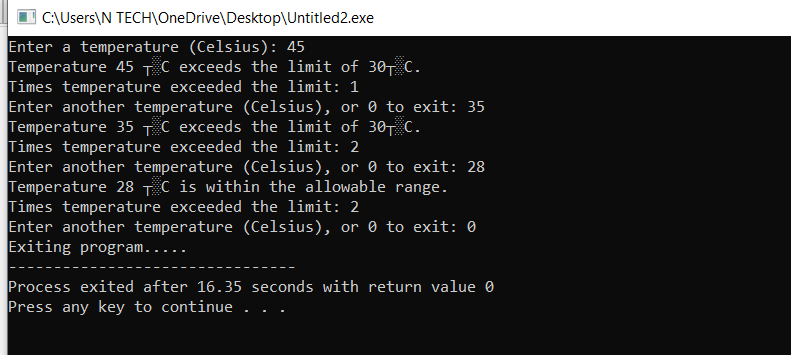 C:\Users\N TECH\OneDrive\Desktop\Untitled2.exe
Enter a temperature (Celsius): 45
Temperature 45 ┬░C exceeds the limit of 30┬░C.
Times temperature exceeded the limit: 1
Enter another temperature (Celsius), or 0 to exit: 35
Temperature 35 ┬░C exceeds the limit of 30┬░C.
Times temperature exceeded the limit: 2
Enter another temperature (Celsius), or 0 to exit: 28
Temperature 28 ┬░C is within the allowable range.
Times temperature exceeded the limit: 2
Enter another temperature (Celsius), or 0 to exit: 0
Exiting program.....
--------------------------------
Process exited after 16.35 seconds with return value 0
Press any key to continue . . .